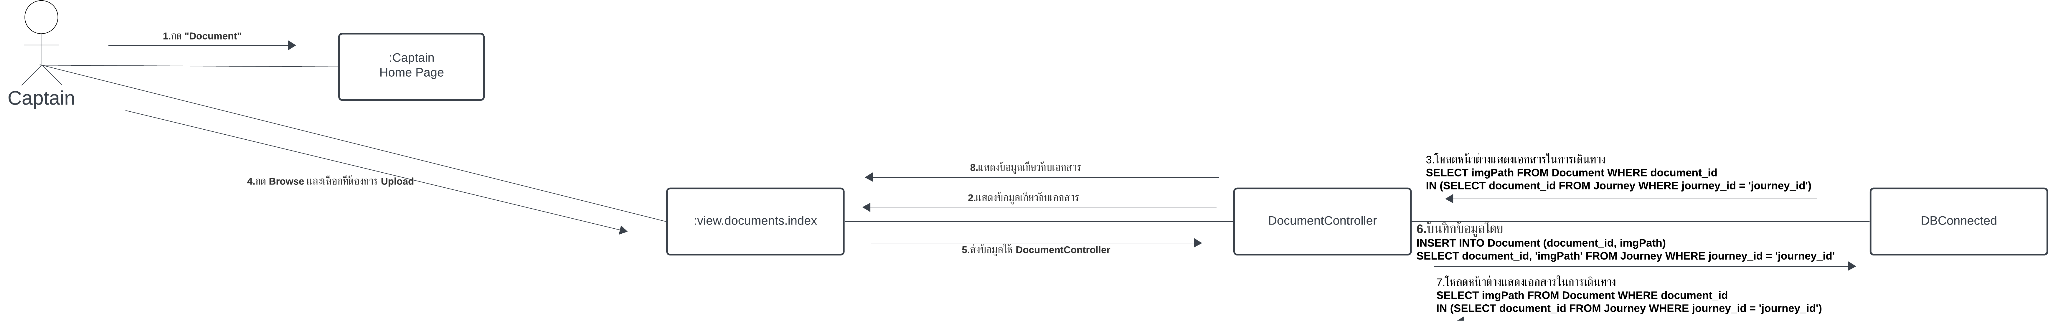 1.กด "Document"
:Captain
Home Page
Captain
4.กด Browse และเลือกที่ต้องการ Upload
:view.documents.index
8.แสดงข้อมูลเกี่ยวกับเอกสาร
2.แสดงข้อมูลเกี่ยวกับเอกสาร
5.ส่งข้อมูลให้ DocumentController
DocumentController
3.โหลดหน้าต่างแสดงเอกสารในการเดินทาง
SELECT imgPath FROM Document WHERE document_id
IN (SELECT document_id FROM Journey WHERE journey_id = 'journey_id')
DBConnected
6.บันทึกข้อมูลโดย
INSERT INTO Document (document_id, imgPath)
SELECT document_id, 'imgPath' FROM Journey WHERE journey_id = 'journey_id'
7.โหลดหน้าต่างแสดงเอกสารในการเดินทาง
SELECT imgPath FROM Document WHERE document_id
IN (SELECT document_id FROM Journey WHERE journey_id = 'journey_id')